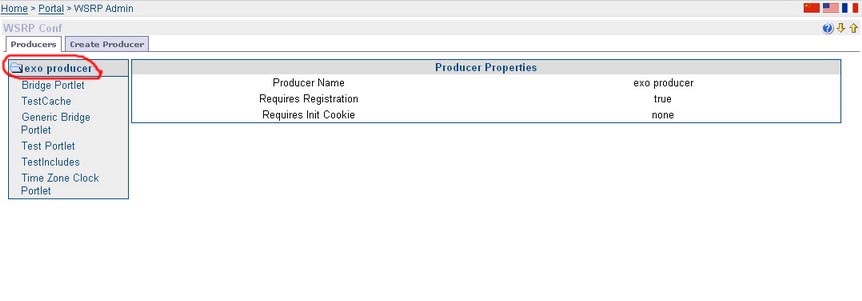 Home > Portal > WSRP Admin
WSRP Conf
Producers Create Producer
exo producer
Bridge Portlet
TestCache
Generic Bridge
Portlet
Test Portlet
TestIncludes
Time Zone Clock
Portlet
Producer Properties
Producer Name exo producer
Requires Registration true
Requires Init Cookie none